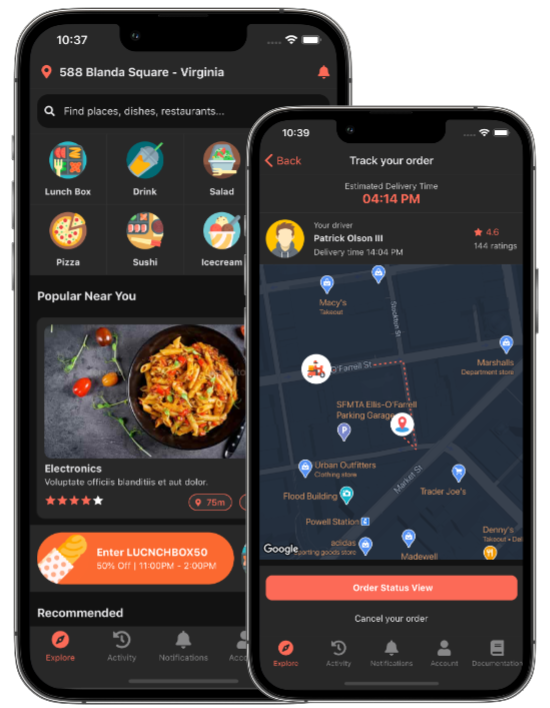 10:37
588 Blanda Square - Virginia
Find places, dishes, restaurants...
Lunch Box
Drink
Salad
Pizza
Sushi
Icecream
Popular Near You
Electronics
Voluptate officiis blanditiis et aut dolor.
75m
Enter LUCNCHBOX50
50% Off | 11:00PM - 2:00PM
Recommended
Explore
Activity
Notifications
10:39
Back
Track your order
Estimated Delivery Time
04:14 PM
Your driver
Patrick Olson III
Delivery time 14:04 PM
4.6
144 ratings
Macy's
Takeout
Stockton St
O'Farrell St
Marshalls
Department store
SFMTA Ellis-O'Farrell
Parking Garage
P
Urban Outfitters
Clothing store
Market St
Flood Building
Trader Joe's
Powell Station
adidas
Denny's
Takeout • Del
Google
porting goods store
Madewell
Order Status View
Cancel your order
Explore
Activity
Notifications
Account
Documentation